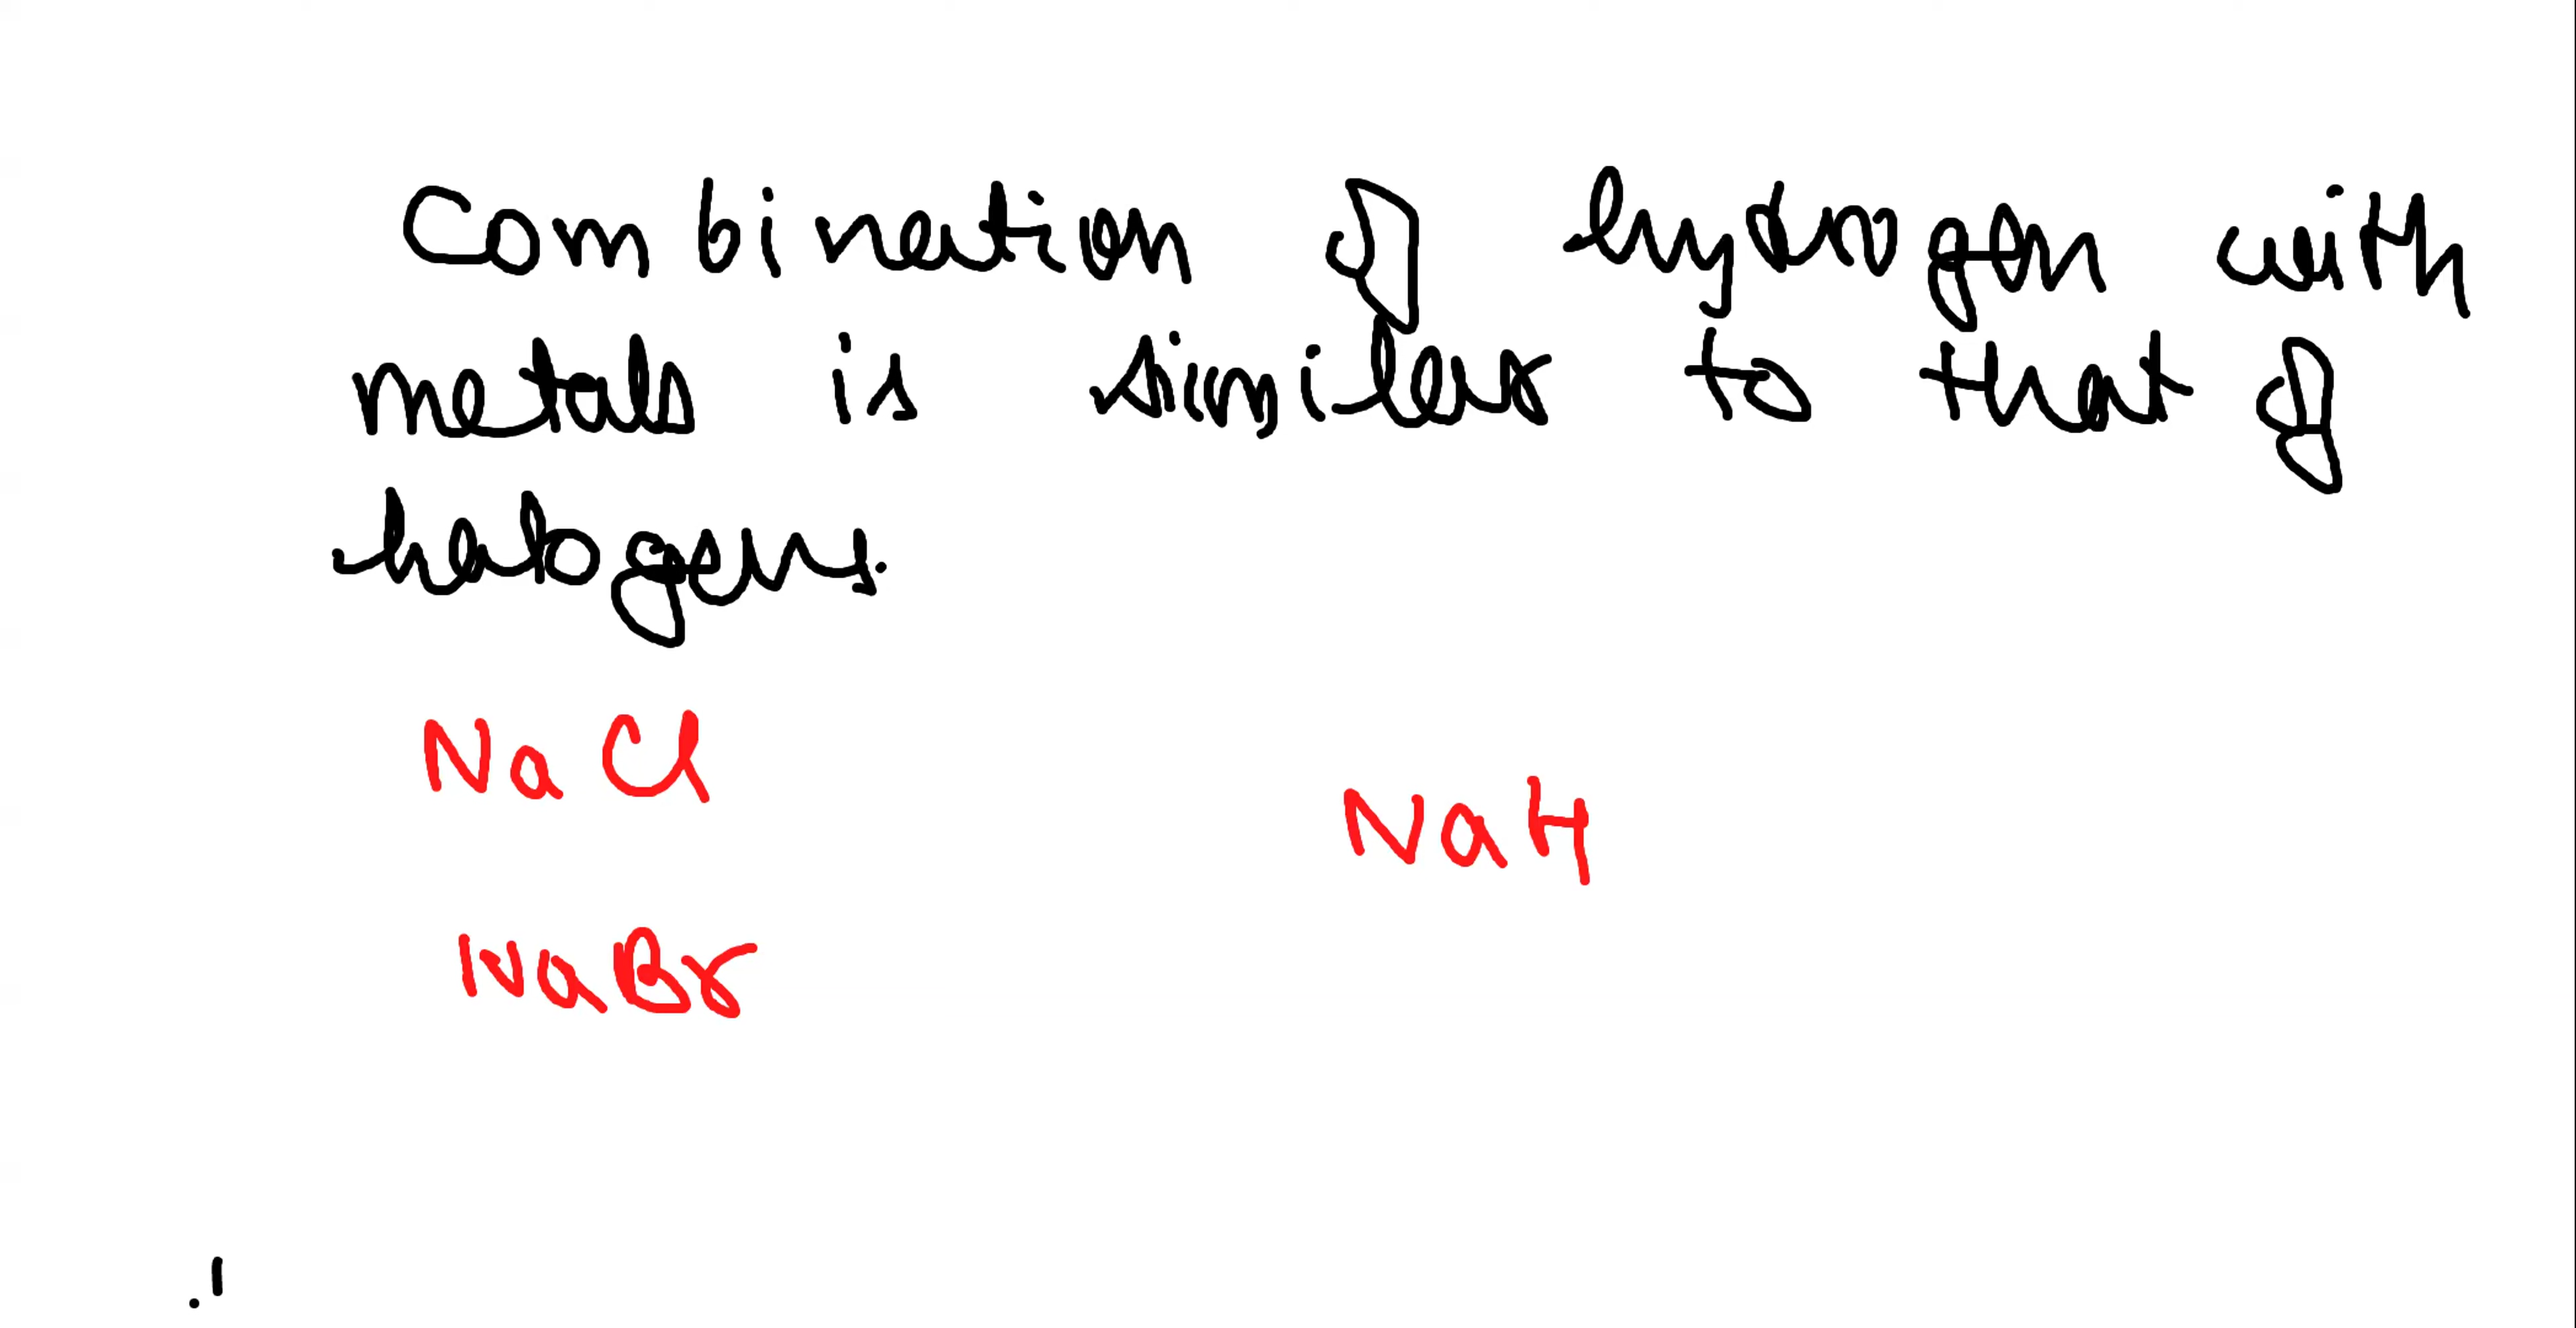 Combination of hydrogen with
metals is similar to that of
halogens.
NaCl
NaH
NaBr